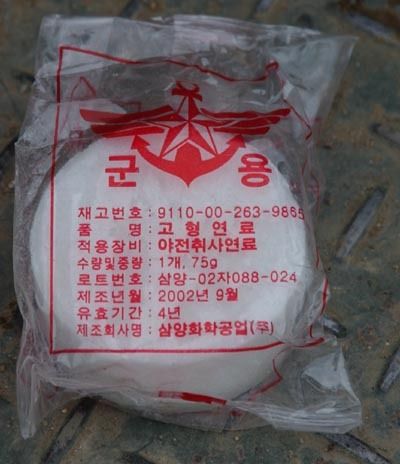 군 용
재고번호 : 9110-00-263-9865
품 명 : 고 형 연 료
적용장비 : 야전취사연료
수량및중량 : 1개, 75g
로트번호 : 삼양-02자088-024
제조년월 : 2002년 9월
유효기간 : 4년
제조회사명 : 삼양화학공업(주)